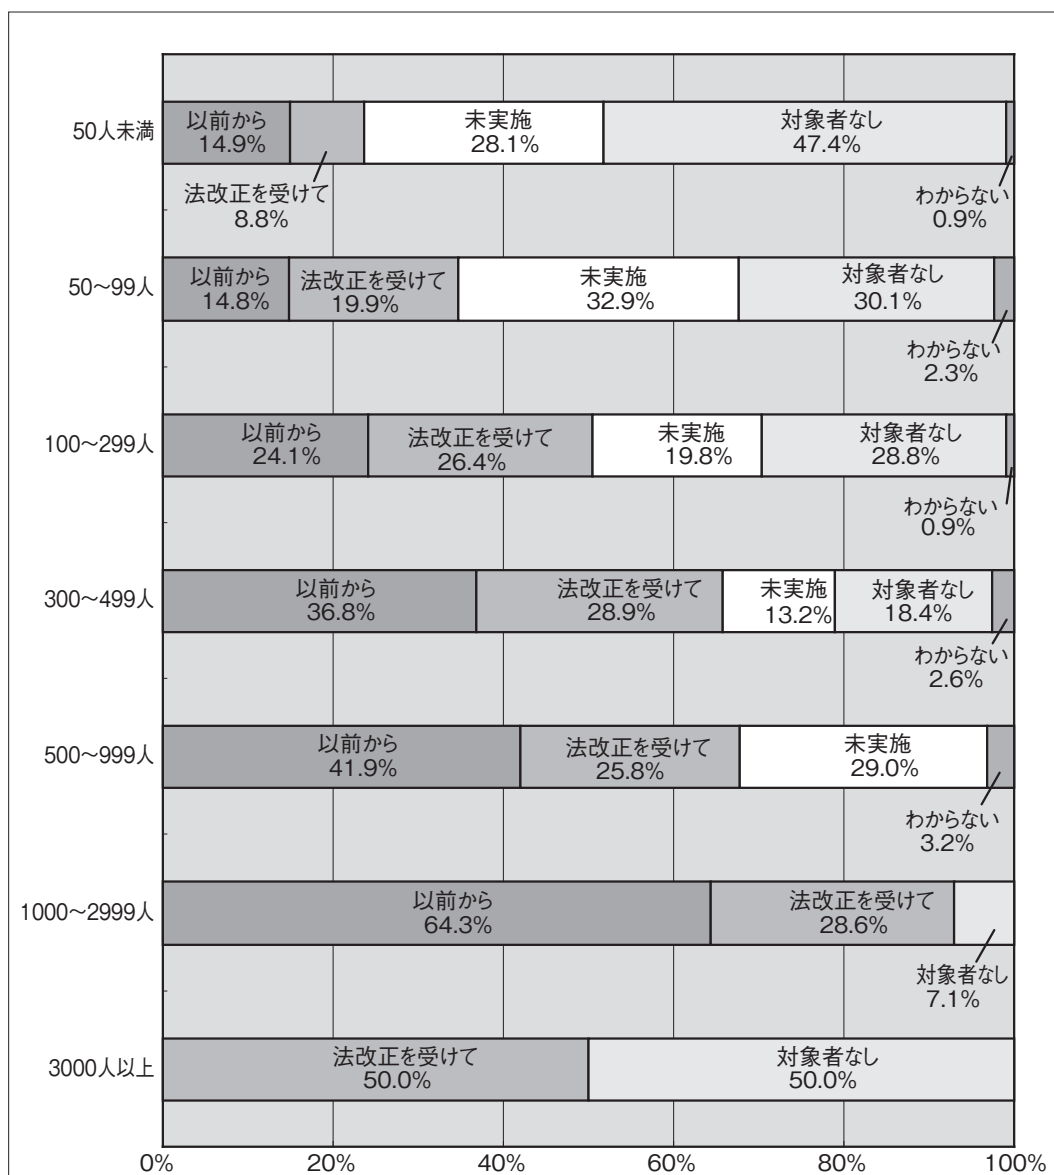 50人未満
以前から
14.9%
法改正を受けて
8.8%
未実施
28.1%
対象者なし
47.4%
わからない
0.9%
50〜99人
以前から
14.8%
法改正を受けて
19.9%
未実施
32.9%
対象者なし
30.1%
わからない
2.3%
100〜299人
以前から
24.1%
法改正を受けて
26.4%
未実施
19.8%
対象者なし
28.8%
わからない
0.9%
300〜499人
以前から
36.8%
法改正を受けて
28.9%
未実施
13.2%
対象者なし
18.4%
わからない
2.6%
500〜999人
以前から
41.9%
法改正を受けて
25.8%
未実施
29.0%
わからない
3.2%
1000〜2999人
以前から
64.3%
法改正を受けて
28.6%
対象者なし
7.1%
3000人以上
法改正を受けて
50.0%
対象者なし
50.0%
0% 20% 40% 60% 80% 100%